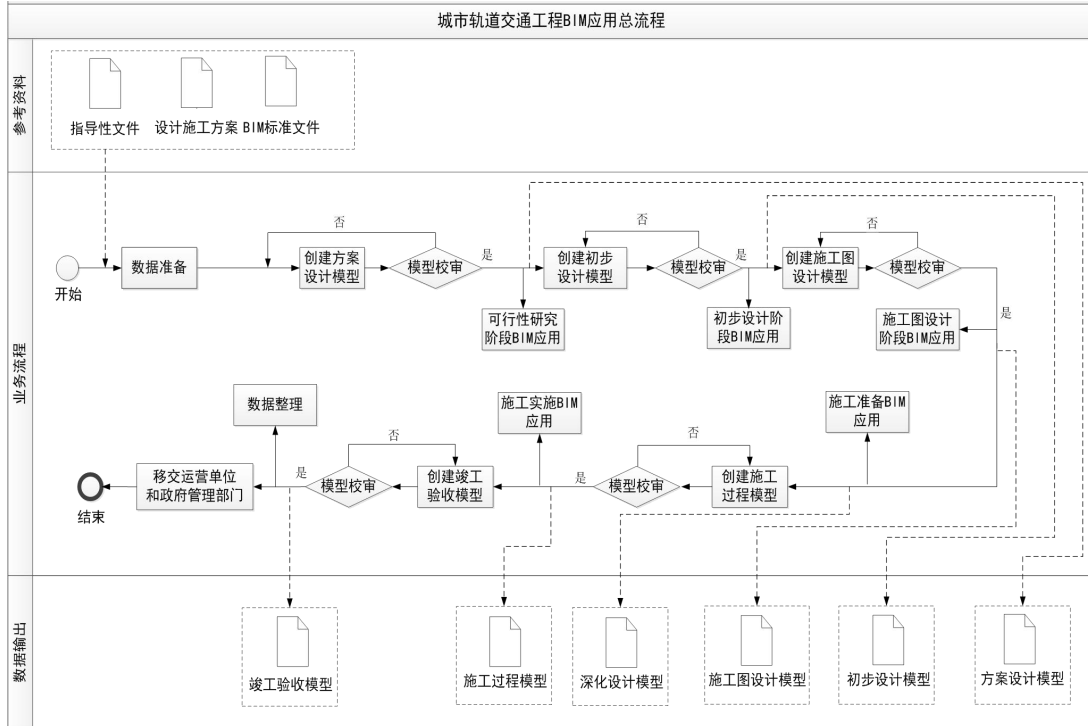 城市轨道交通工程BIM应用总流程
参考资料
指导性文件
设计施工方案
BIM标准文件
业务流程
开始
数据准备
否
创建方案
设计模型
模型校审
是
可行性研究
阶段BIM应用
否
创建初步
设计模型
模型校审
是
初步设计阶
段BIM应用
否
创建施工图
设计模型
模型校审
是
施工图设计
阶段BIM应用
施工准备BIM
应用
否
创建施工
过程模型
模型校审
是
施工实施BIM
应用
否
创建竣工
验收模型
模型校审
是
数据整理
移交运营单位
和政府管理部门
结束
数据输出
竣工验收模型
施工过程模型
深化设计模型
施工图设计模型
初步设计模型
方案设计模型